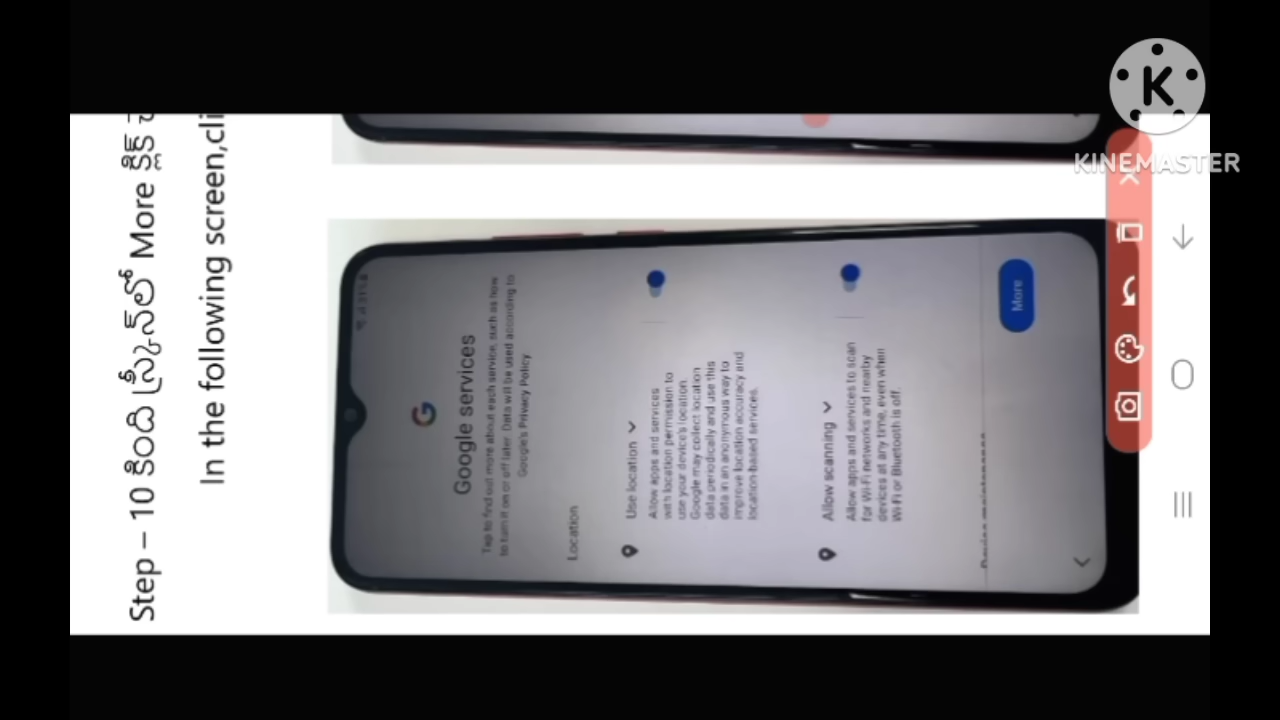 Step – 10 కింది స్క్రీన్‌లో More క్లిక్
In the following screen,cli
Google services
Tap to find out more about each service, such as how
to turn it on or off later. Data will be used according to
Google's Privacy Policy.
Location
Use location
Allow apps and services
with location permission to
use your device's location.
Google may collect location
data periodically and use this
data in an anonymous way to
improve location accuracy and
location-based services.
Allow scanning
Allow apps and services to scan
for Wi-Fi networks and nearby
devices at any time, even when
Wi-Fi or Bluetooth is off.
More
K
KINEMASTER